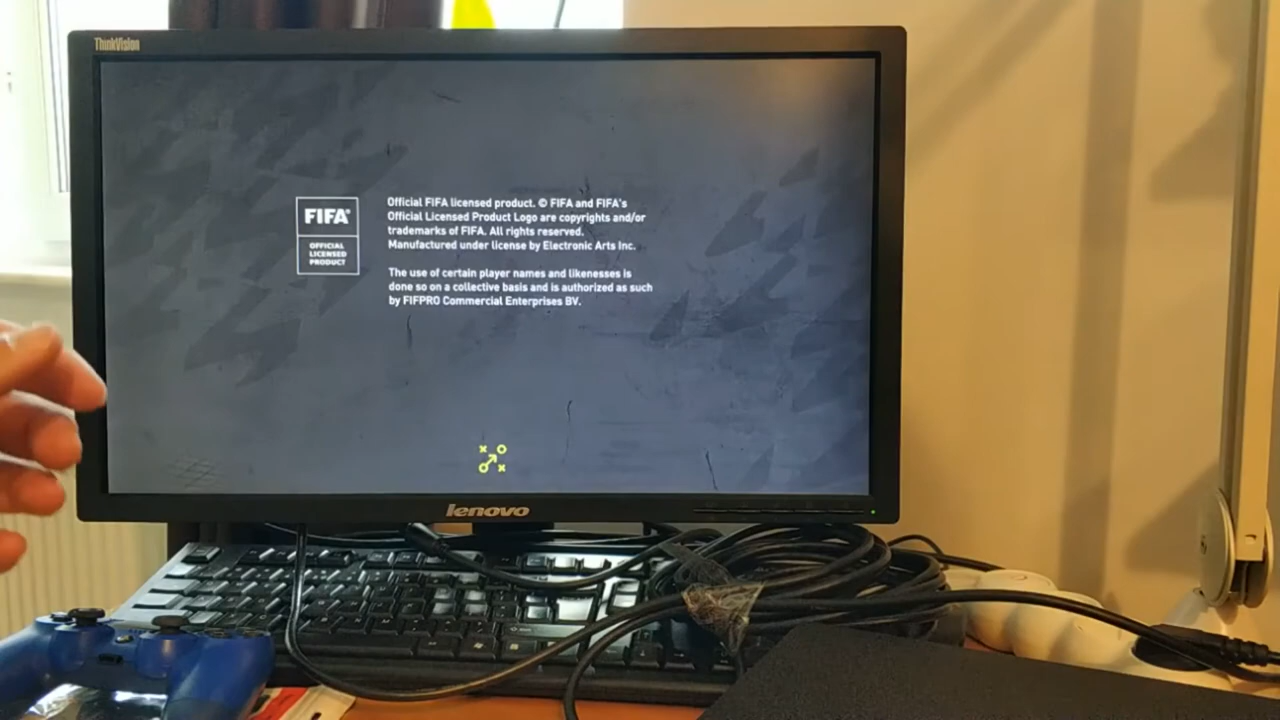 ThinkVision
FIFA
OFFICIAL
LICENSED
PRODUCT
Official FIFA licensed product. © FIFA and FIFA's
Official Licensed Product Logo are copyrights and/or
trademarks of FIFA. All rights reserved.
Manufactured under license by Electronic Arts Inc.
The use of certain player names and likenesses is
done so on a collective basis and is authorized as such
by FIFPRO Commercial Enterprises BV.
lenovo